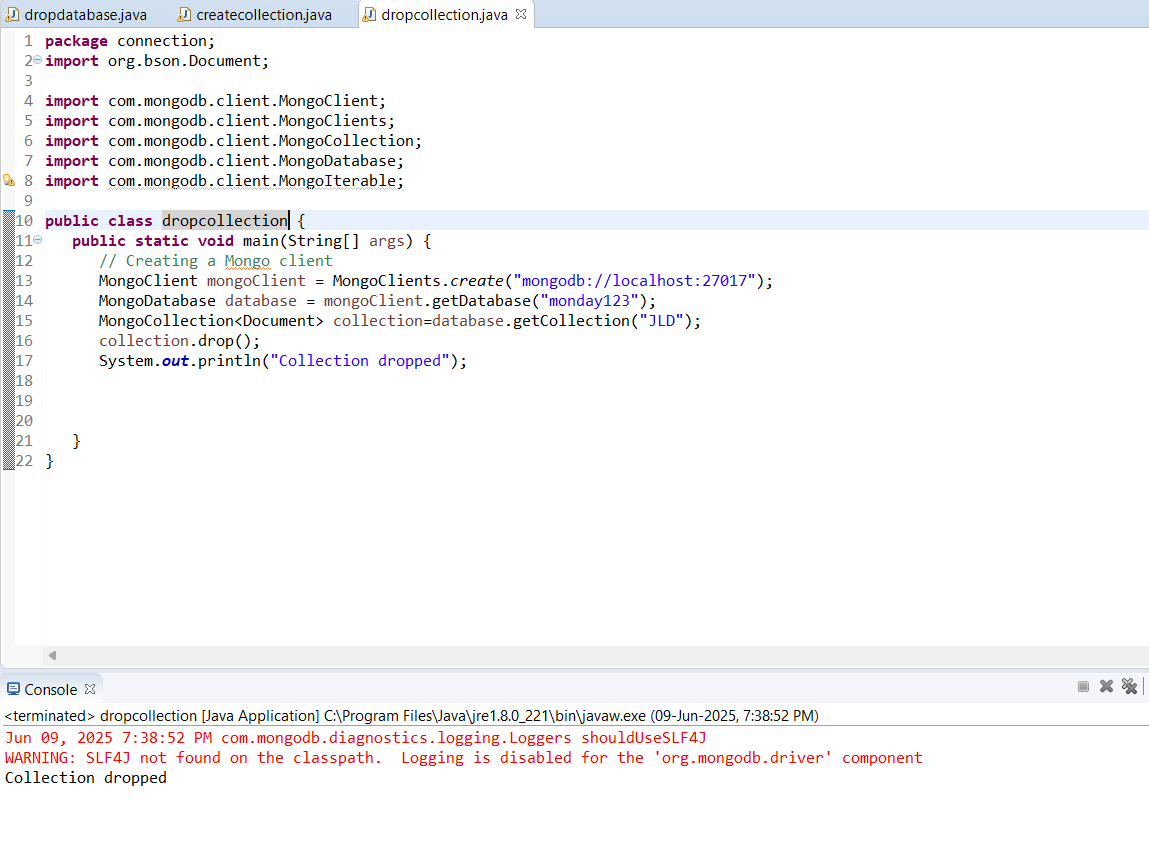 dropdatabase.java createcollection.java dropcollection.java
1 package connection;
2 import org.bson.Document;
3
4 import com.mongodb.client.MongoClient;
5 import com.mongodb.client.MongoClients;
6 import com.mongodb.client.MongoCollection;
7 import com.mongodb.client.MongoDatabase;
8 import com.mongodb.client.MongoIterable;
9
10 public class dropcollection {
11 public static void main(String[] args) {
12 // Creating a Mongo client
13 MongoClient mongoClient = MongoClients.create("mongodb://localhost:27017");
14 MongoDatabase database = mongoClient.getDatabase("monday123");
15 MongoCollection<Document> collection=database.getCollection("JLD");
16 collection.drop();
17 System.out.println("Collection dropped");
18
19
20
21 }
22 }
Console
<terminated> dropcollection [Java Application] C:\Program Files\Java\jre1.8.0_221\bin\javaw.exe (09-Jun-2025, 7:38:52 PM)
Jun 09, 2025 7:38:52 PM com.mongodb.diagnostics.logging.Loggers shouldUseSLF4J
WARNING: SLF4J not found on the classpath.  Logging is disabled for the 'org.mongodb.driver' component
Collection dropped